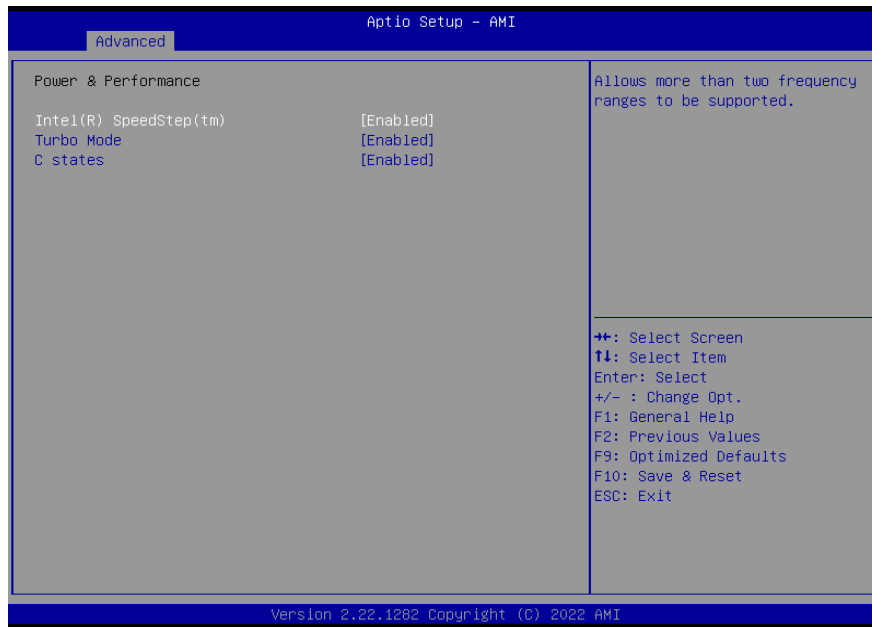 Aptio Setup – AMI
Advanced
Power & Performance
Intel(R) SpeedStep(tm) [Enabled]
Turbo Mode [Enabled]
C states [Enabled]
Allows more than two frequency
ranges to be supported.
→←: Select Screen
↑↓: Select Item
Enter: Select
+/- : Change Opt.
F1: General Help
F2: Previous Values
F9: Optimized Defaults
F10: Save & Reset
ESC: Exit
Version 2.22.1282 Copyright (C) 2022 AMI